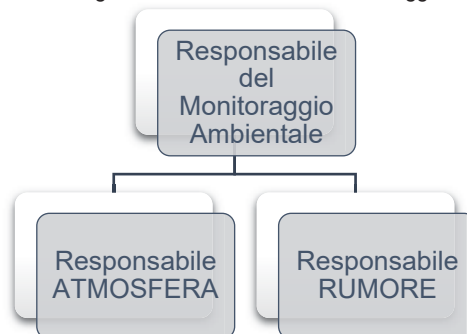 Responsabile
del
Monitoraggio
Ambientale
Responsabile
ATMOSFERA
Responsabile
RUMORE